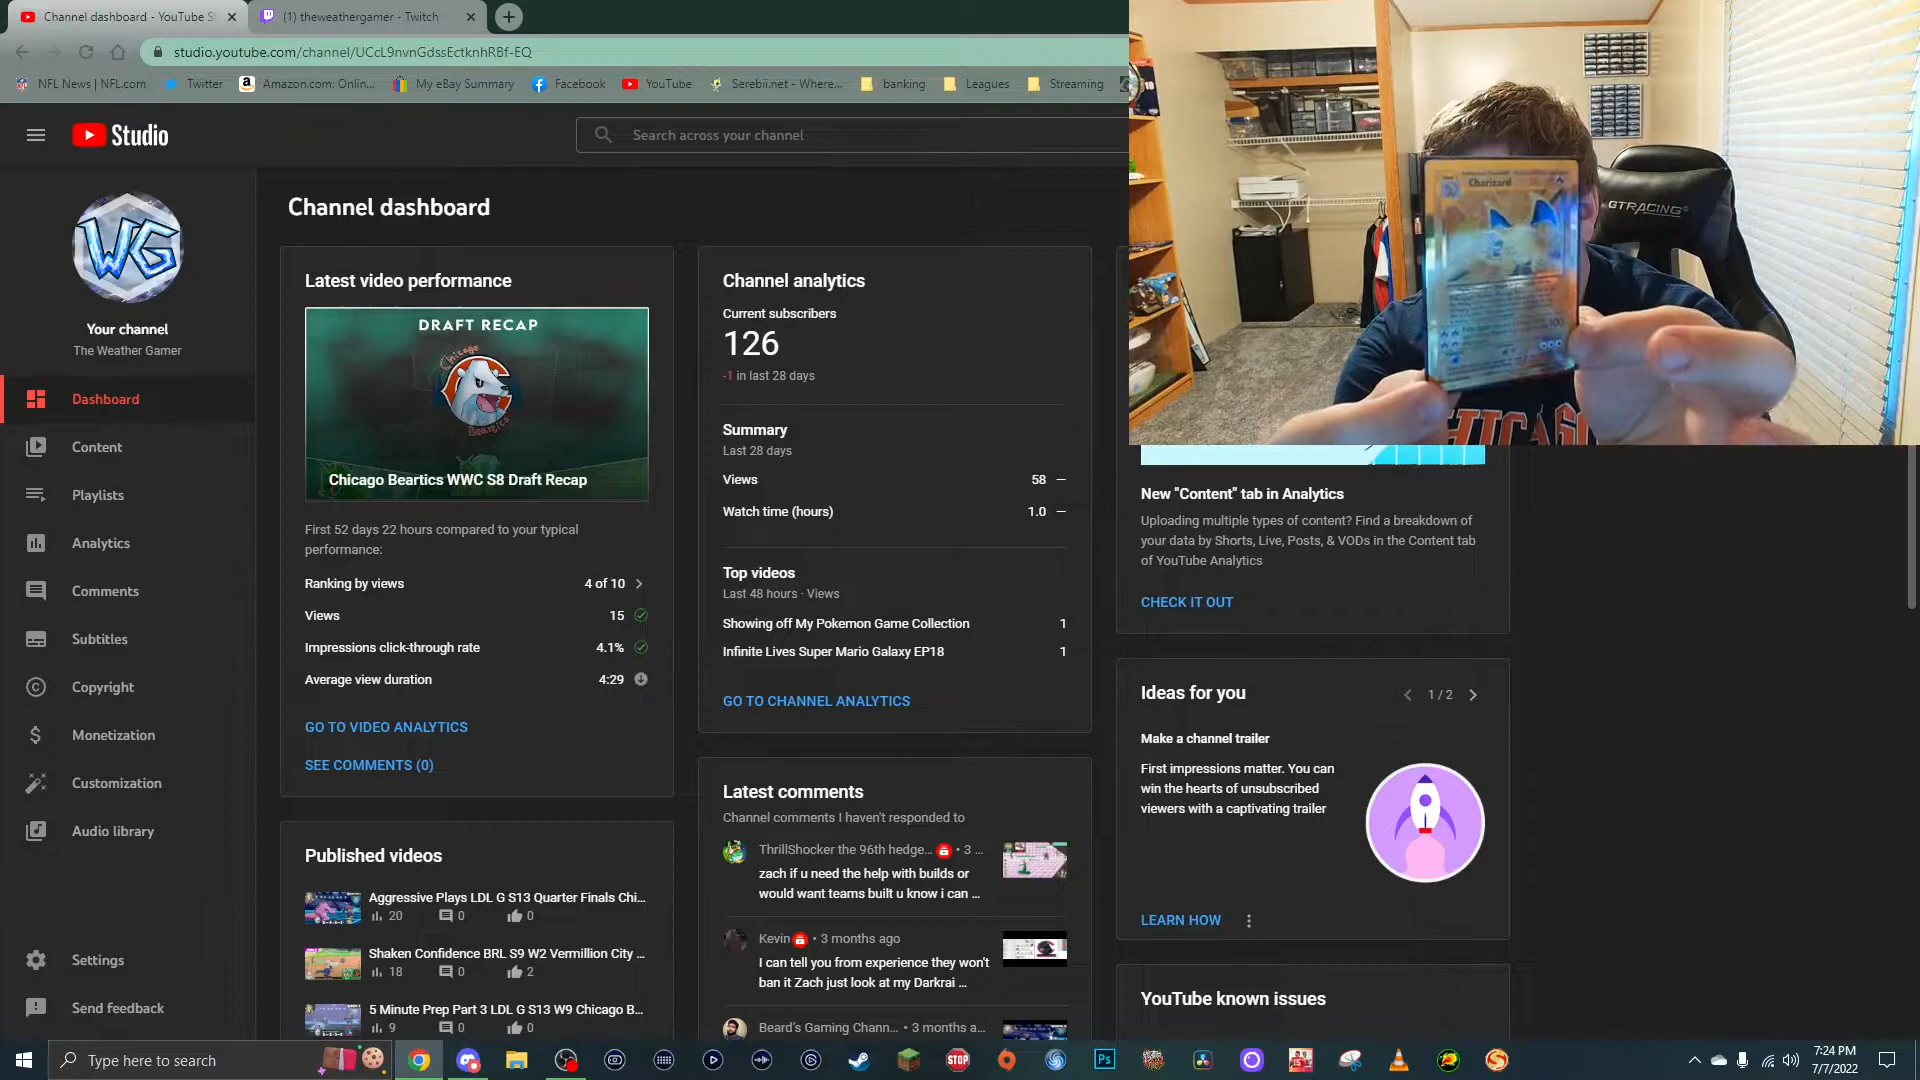 Channel dashboard - YouTube S
(1) theweathergamer - Twitch
studio.youtube.com/channel/UCcL9nvnGdssEctknhRBf-EQ
NFL News | NFL.com
Twitter
Amazon.com: Onlin...
My eBay Summary
Facebook
YouTube
Serebii.net - Where...
banking
Leagues
Streaming
Studio
Search across your channel
WG
Your channel
The Weather Gamer
Dashboard
Content
Playlists
Analytics
Comments
Subtitles
Copyright
Monetization
Customization
Audio library
Settings
Send feedback
Channel dashboard
Latest video performance
DRAFT RECAP
Chicago
Beartics
Chicago Beartics WWC S8 Draft Recap
First 52 days 22 hours compared to your typical
performance:
Ranking by views 4 of 10
Views 15
Impressions click-through rate 4.1%
Average view duration 4:29
GO TO VIDEO ANALYTICS
SEE COMMENTS (0)
Published videos
Aggressive Plays LDL G S13 Quarter Finals Chi...
20 0 0
Shaken Confidence BRL S9 W2 Vermillion City ...
18 0 2
5 Minute Prep Part 3 LDL G S13 W9 Chicago B...
9 0 0
Channel analytics
Current subscribers
126
-1 in last 28 days
Summary
Last 28 days
Views 58 —
Watch time (hours) 1.0 —
Top videos
Last 48 hours · Views
Showing off My Pokemon Game Collection 1
Infinite Lives Super Mario Galaxy EP18 1
GO TO CHANNEL ANALYTICS
Latest comments
Channel comments I haven't responded to
ThrillShocker the 96th hedge... • 3 ...
zach if u need the help with builds or
would want teams built u know i can ...
Kevin • 3 months ago
I can tell you from experience they won't
ban it Zach just look at my Darkrai ...
Beard's Gaming Chann... • 3 months a...
Charizard
GTRACING
CHICAGO
New "Content" tab in Analytics
Uploading multiple types of content? Find a breakdown of
your data by Shorts, Live, Posts, & VODs in the Content tab
of YouTube Analytics
CHECK IT OUT
Ideas for you
1 / 2
Make a channel trailer
First impressions matter. You can
win the hearts of unsubscribed
viewers with a captivating trailer
LEARN HOW
YouTube known issues
Type here to search
STOP
Ps
7:24 PM
7/7/2022